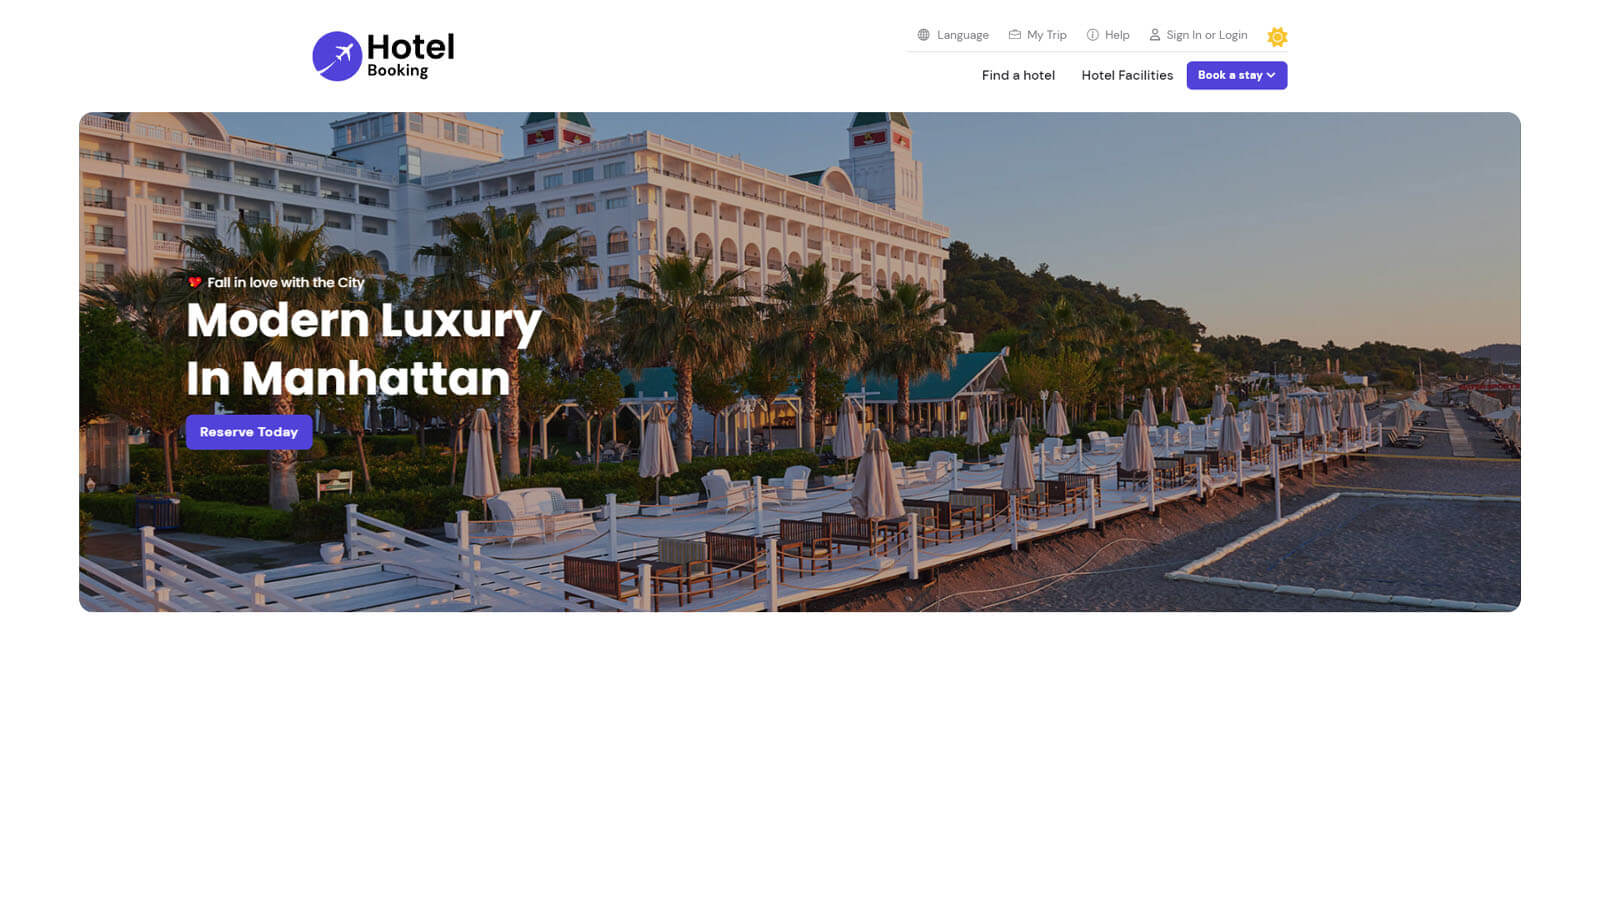 Hotel
Booking
Language
My Trip
Help
Sign In or Login
Find a hotel
Hotel Facilities
Book a stay
Fall in love with the City
Modern Luxury
In Manhattan
Reserve Today